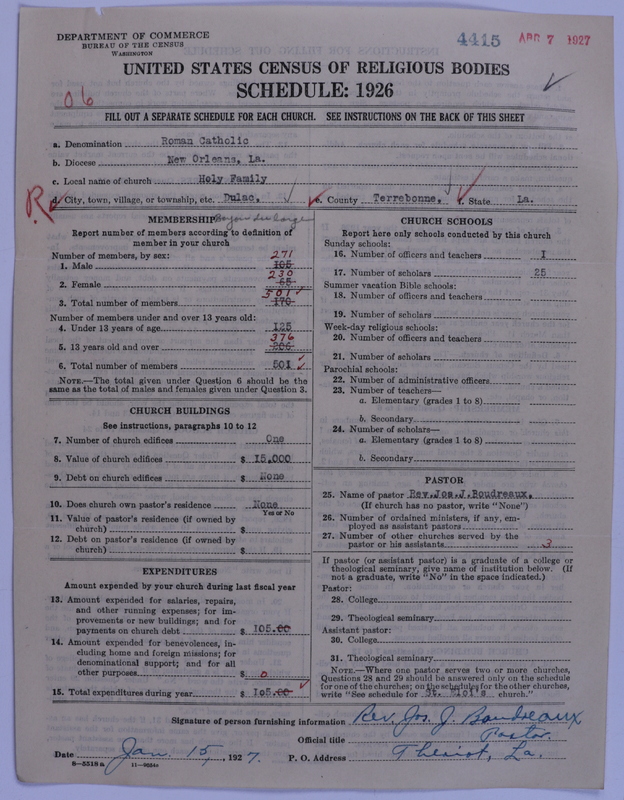 DEPARTMENT OF COMMERCE
BUREAU OF THE CENSUS
WASHINGTON
4415 APR 7 1927
UNITED STATES CENSUS OF RELIGIOUS BODIES
SCHEDULE: 1926
06
FILL OUT A SEPARATE SCHEDULE FOR EACH CHURCH. SEE INSTRUCTIONS ON THE BACK OF THIS SHEET
a. Denomination Roman Catholic
b. Diocese New Orleans, La.
c. Local name of church Holy Family
R
d. City, town, village, or township, etc. Dulac, e. County Terrebonne, f. State La.
MEMBERSHIP
Report number of members according to definition of
member in your church
Number of members, by sex:
271
1. Male 105
230
2. Female 65
501
3. Total number of members 170
Number of members under and over 13 years old:
4. Under 13 years of age 125
376
5. 13 years old and over
6. Total number of members 501
NOTE.—The total given under Question 6 should be the
same as the total of males and females given under Question 3.
CHURCH BUILDINGS
See instructions, paragraphs 10 to 12
7. Number of church edifices One
8. Value of church edifices $ 15,000
9. Debt on church edifices $ None
10. Does church own pastor's residence None
Yes or No
11. Value of pastor's residence (if owned by
church) $
12. Debt on pastor's residence (if owned by
church) $
EXPENDITURES
Amount expended by your church during last fiscal year
13. Amount expended for salaries, repairs,
and other running expenses; for im-
provements or new buildings; and for
payments on church debt $ 105.00
14. Amount expended for benevolences, in-
cluding home and foreign missions; for
denominational support; and for all
other purposes $ 0
15. Total expenditures during year $ 105.00
CHURCH SCHOOLS
Report here only schools conducted by this church
Sunday schools:
16. Number of officers and teachers I
17. Number of scholars 25
Summer vacation Bible schools:
18. Number of officers and teachers
19. Number of scholars
Week-day religious schools:
20. Number of officers and teachers
21. Number of scholars
Parochial schools:
22. Number of administrative officers
23. Number of teachers—
a. Elementary (grades 1 to 8)
b. Secondary
24. Number of scholars—
a. Elementary (grades 1 to 8)
b. Secondary
PASTOR
25. Name of pastor Rev.Jos.J.Boudreaux,
(If church has no pastor, write "None")
26. Number of ordained ministers, if any, em-
ployed as assistant pastors
27. Number of other churches served by the
pastor or his assistants 3
If pastor (or assistant pastor) is a graduate of a college or
theological seminary, give name of institution below. (If
not a graduate, write "No" in the space indicated.)
Pastor:
28. College
29. Theological seminary
Assistant pastor:
30. College
31. Theological seminary
NOTE.—Where one pastor serves two or more churches,
Questions 28 and 29 should be answered only on the schedule
for one of the churches; on the schedules for the other churches,
write "See schedule for St. Eloi's church."
Signature of person furnishing information Rev. Jos. J. Boudreaux
Official title Pastor.
Date Jan. 15, 1927. P. O. Address Theriot, La.
8-5518a 11-9624a